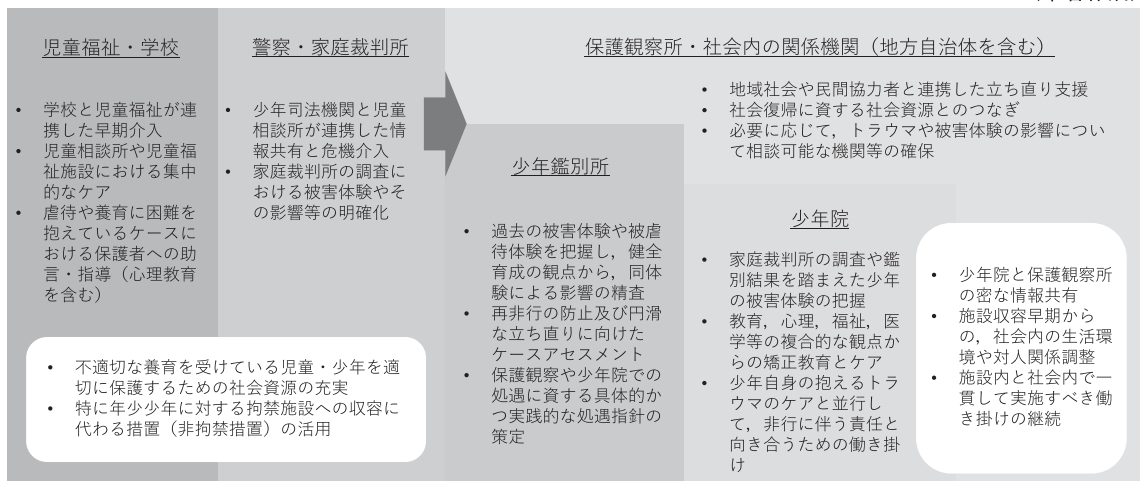 児童福祉・学校
• 学校と児童福祉が連
携した早期介入
• 児童相談所や児童福
祉施設における集中
的なケア
• 虐待や養育に困難を
抱えているケースに
おける保護者への助
言・指導（心理教育
を含む）
警察・家庭裁判所
• 少年司法機関と児童
相談所が連携した情
報共有と危機介入
• 家庭裁判所の調査に
おける被害体験やそ
の影響等の明確化
• 不適切な養育を受けている児童・少年を適
切に保護するための社会資源の充実
• 特に年少少年に対する拘禁施設への収容に
代わる措置（非拘禁措置）の活用
保護観察所・社会内の関係機関（地方自治体を含む）
• 地域社会や民間協力者と連携した立ち直り支援
• 社会復帰に資する社会資源とのつなぎ
• 必要に応じて，トラウマや被害体験の影響につい
て相談可能な機関等の確保
少年鑑別所
• 過去の被害体験や被虐
待体験を把握し，健全
育成の観点から，同体
験による影響の精査
• 再非行の防止及び円滑
な立ち直りに向けた
ケースアセスメント
• 保護観察や少年院での
処遇に資する具体的か
つ実践的な処遇指針の
策定
少年院
• 家庭裁判所の調査や鑑
別結果を踏まえた少年
の被害体験の把握
• 教育，心理，福祉，医
学等の複合的な観点か
らの矯正教育とケア
• 少年自身の抱えるトラ
ウマのケアと並行し
て，非行に伴う責任と
向き合うための働き掛
け
• 少年院と保護観察所
の密な情報共有
• 施設収容早期から
の，社会内の生活環
境や対人関係調整
• 施設内と社会内で一
貫して実施すべき働
き掛けの継続